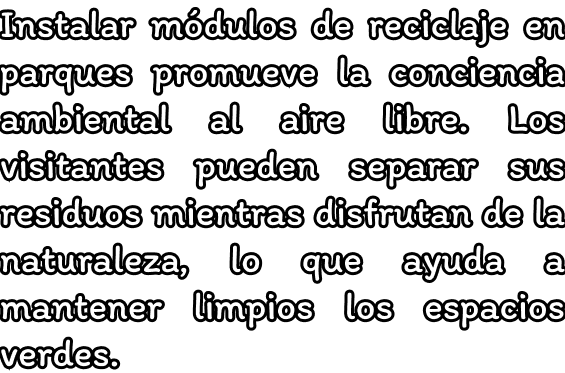 Instalar módulos de reciclaje en
parques promueve la conciencia
ambiental al aire libre. Los
visitantes pueden separar sus
residuos mientras disfrutan de la
naturaleza, lo que ayuda a
mantener limpios los espacios
verdes.